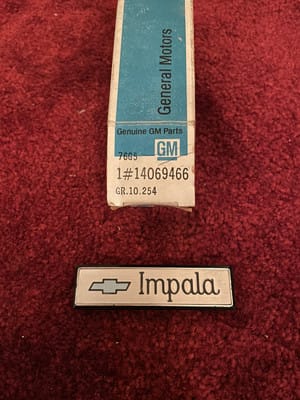 General Motors
Genuine GM Parts
GM
7665
1#14069466
GR.10.254
Impala